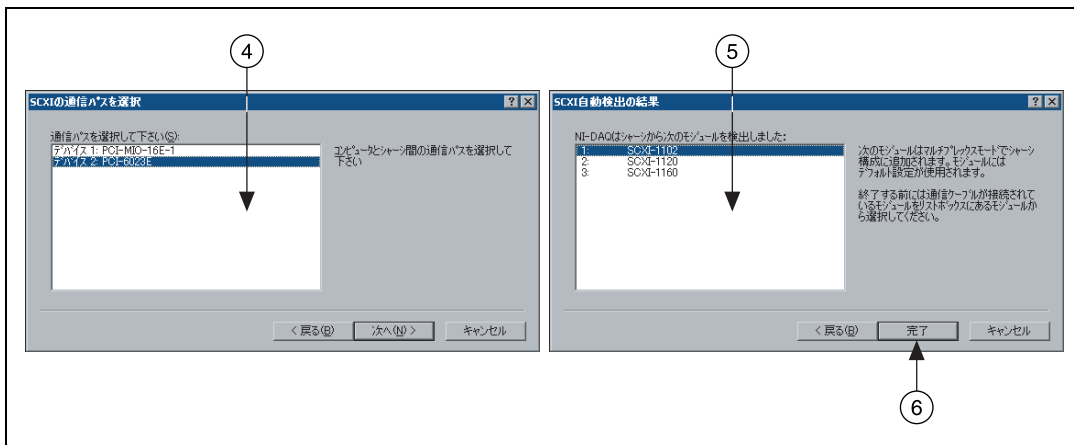 ④
⑤
SCXIの通信パスを選択
通信パスを選択して下さい(S):
デバイス 1: PCI-MIO-16E-1
デバイス 2: PCI-6023E
コンピュータとシャーシ間の通信パスを選択して
下さい
< 戻る(B)
次へ(N) >
キャンセル
SCXI自動検出の結果
NI-DAQはシャーシから次のモジュールを検出しました:
1: SCXI-1102
2: SCXI-1120
3: SCXI-1160
次のモジュールはマルチプレックスモードでシャーシ
構成に追加されます。モジュールには
デフォルト設定が使用されます。
終了する前には通信ケーブルが接続されて
いるモジュールをリストボックスにあるモジュールか
ら選択してください。
< 戻る(B)
完了
キャンセル
⑥